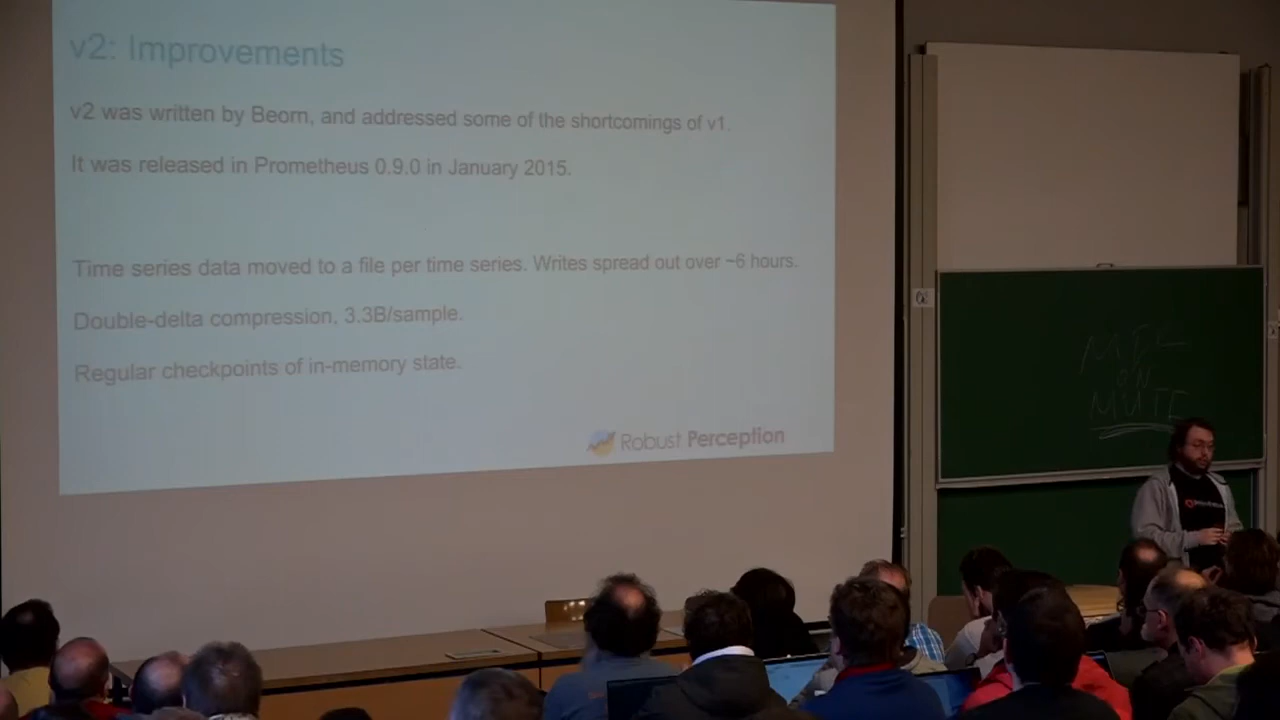 v2: Improvements
v2 was written by Beorn, and addressed some of the shortcomings of v1.
It was released in Prometheus 0.9.0 in January 2015.
Time series data moved to a file per time series. Writes spread out over ~6 hours.
Double-delta compression, 3.3B/sample.
Regular checkpoints of in-memory state.
Robust Perception
ON
MUTE